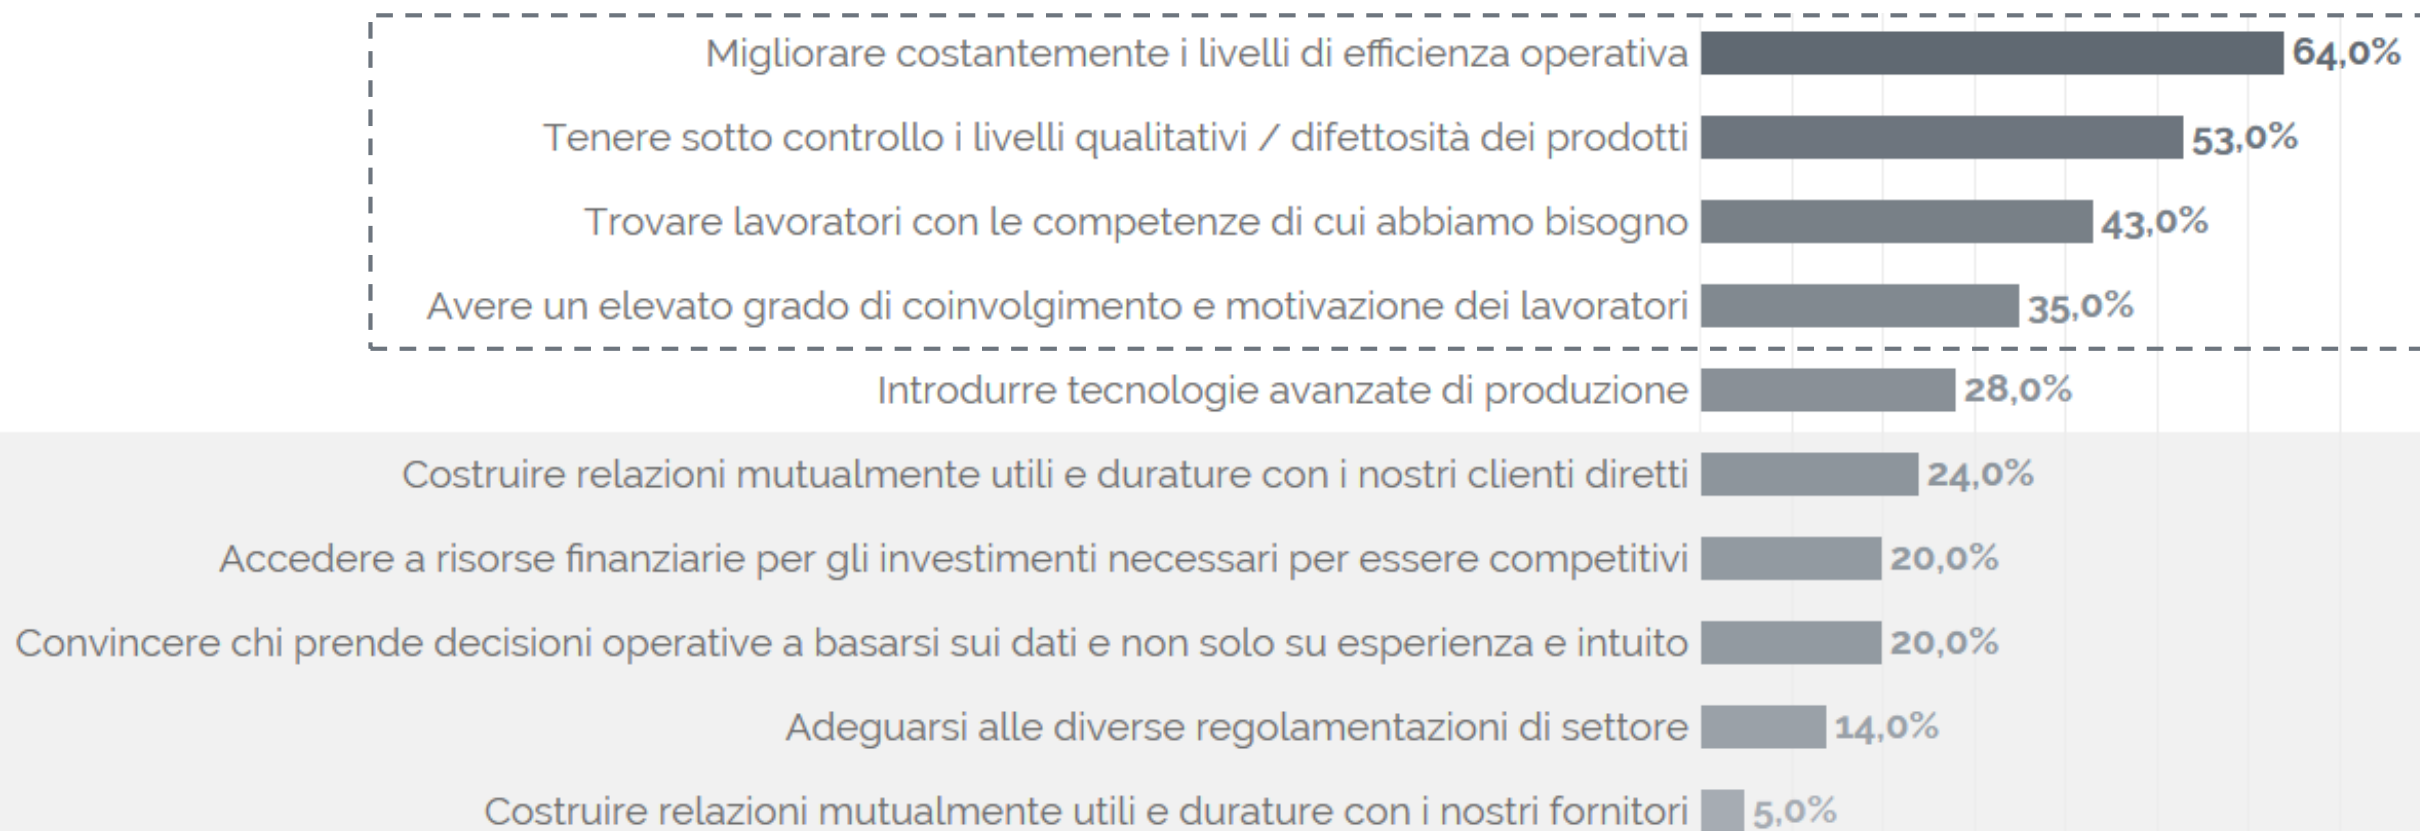 Migliorare costantemente i livelli di efficienza operativa 64,0%
Tenere sotto controllo i livelli qualitativi / difettosità dei prodotti 53,0%
Trovare lavoratori con le competenze di cui abbiamo bisogno 43,0%
Avere un elevato grado di coinvolgimento e motivazione dei lavoratori 35,0%
Introdurre tecnologie avanzate di produzione 28,0%
Costruire relazioni mutualmente utili e durature con i nostri clienti diretti 24,0%
Accedere a risorse finanziarie per gli investimenti necessari per essere competitivi 20,0%
Convincere chi prende decisioni operative a basarsi sui dati e non solo su esperienza e intuito 20,0%
Adeguarsi alle diverse regolamentazioni di settore 14,0%
Costruire relazioni mutualmente utili e durature con i nostri fornitori 5,0%